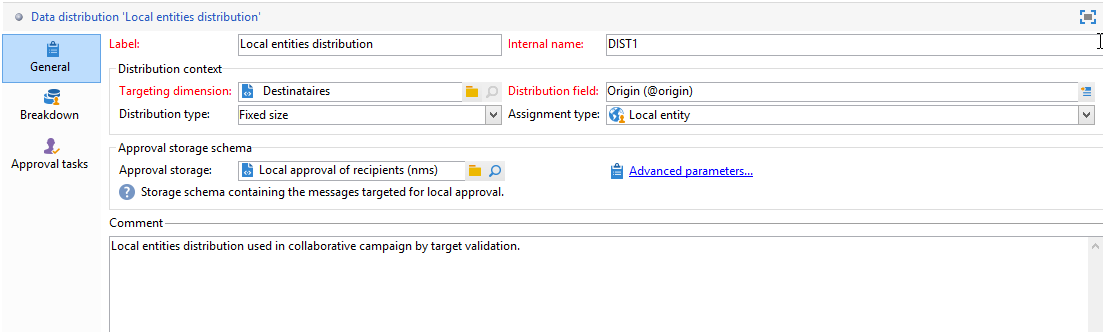 Data distribution 'Local entities distribution'
General
Breakdown
Approval tasks
Label: Local entities distribution Internal name: DIST1
Distribution context
Targeting dimension: Destinataires Distribution field: Origin (@origin)
Distribution type: Fixed size Assignment type: Local entity
Approval storage schema
Approval storage: Local approval of recipients (nms) Advanced parameters...
? Storage schema containing the messages targeted for local approval.
Comment
Local entities distribution used in collaborative campaign by target validation.